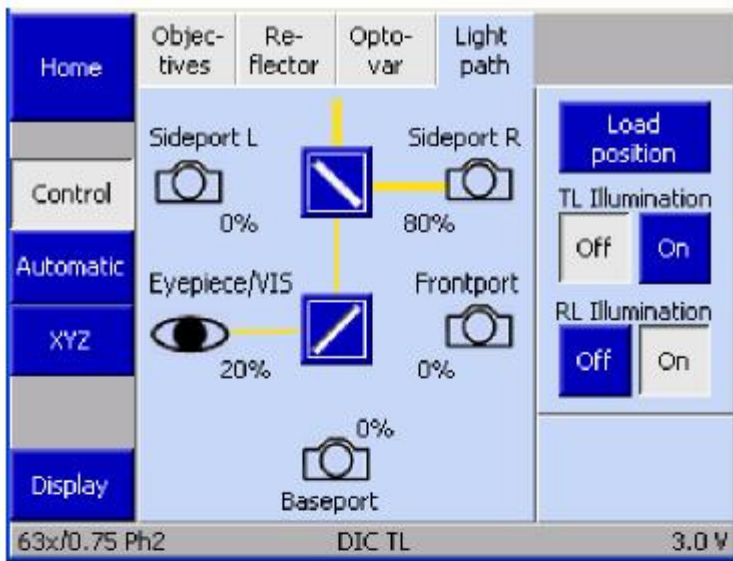 Home
Objec-
tives
Re-
flector
Opto-
var
Light
path
Control
Automatic
XYZ
Display
Sideport L
0%
Sideport R
80%
Eyepiece/VIS
20%
Frontport
0%
0%
Baseport
Load
position
TL Illumination
Off
On
RL Illumination
Off
On
63x/0.75 Ph2
DIC TL
3.0 V